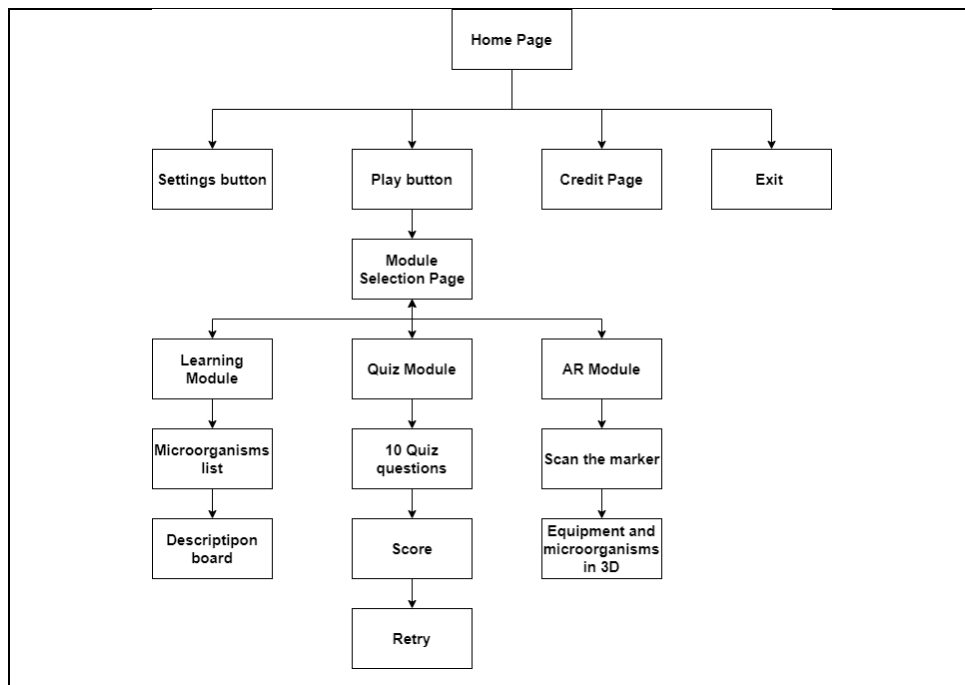 Home Page
Settings button
Play button
Credit Page
Exit
Module
Selection Page
Learning
Module
Quiz Module
AR Module
Microorganisms
list
10 Quiz
questions
Scan the marker
Descriptipon
board
Score
Equipment and
microorganisms
in 3D
Retry